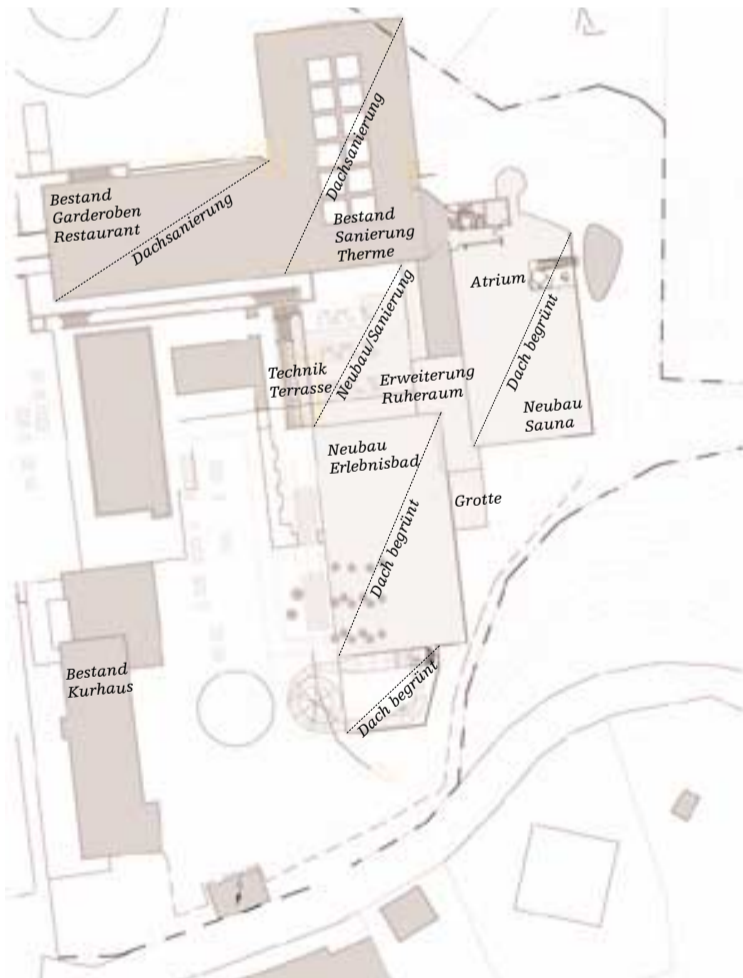 Dachsanierung
Bestand
Garderoben
Restaurant
Dachsanierung
Bestand
Sanierung
Therme
Atrium
Neubau/Sanierung
Dach begrünt
Technik
Terrasse
Erweiterung
Ruheraum
Neubau
Sauna
Neubau
Erlebnisbad
Grotte
Dach begrünt
Bestand
Kurhaus
Dach begrünt